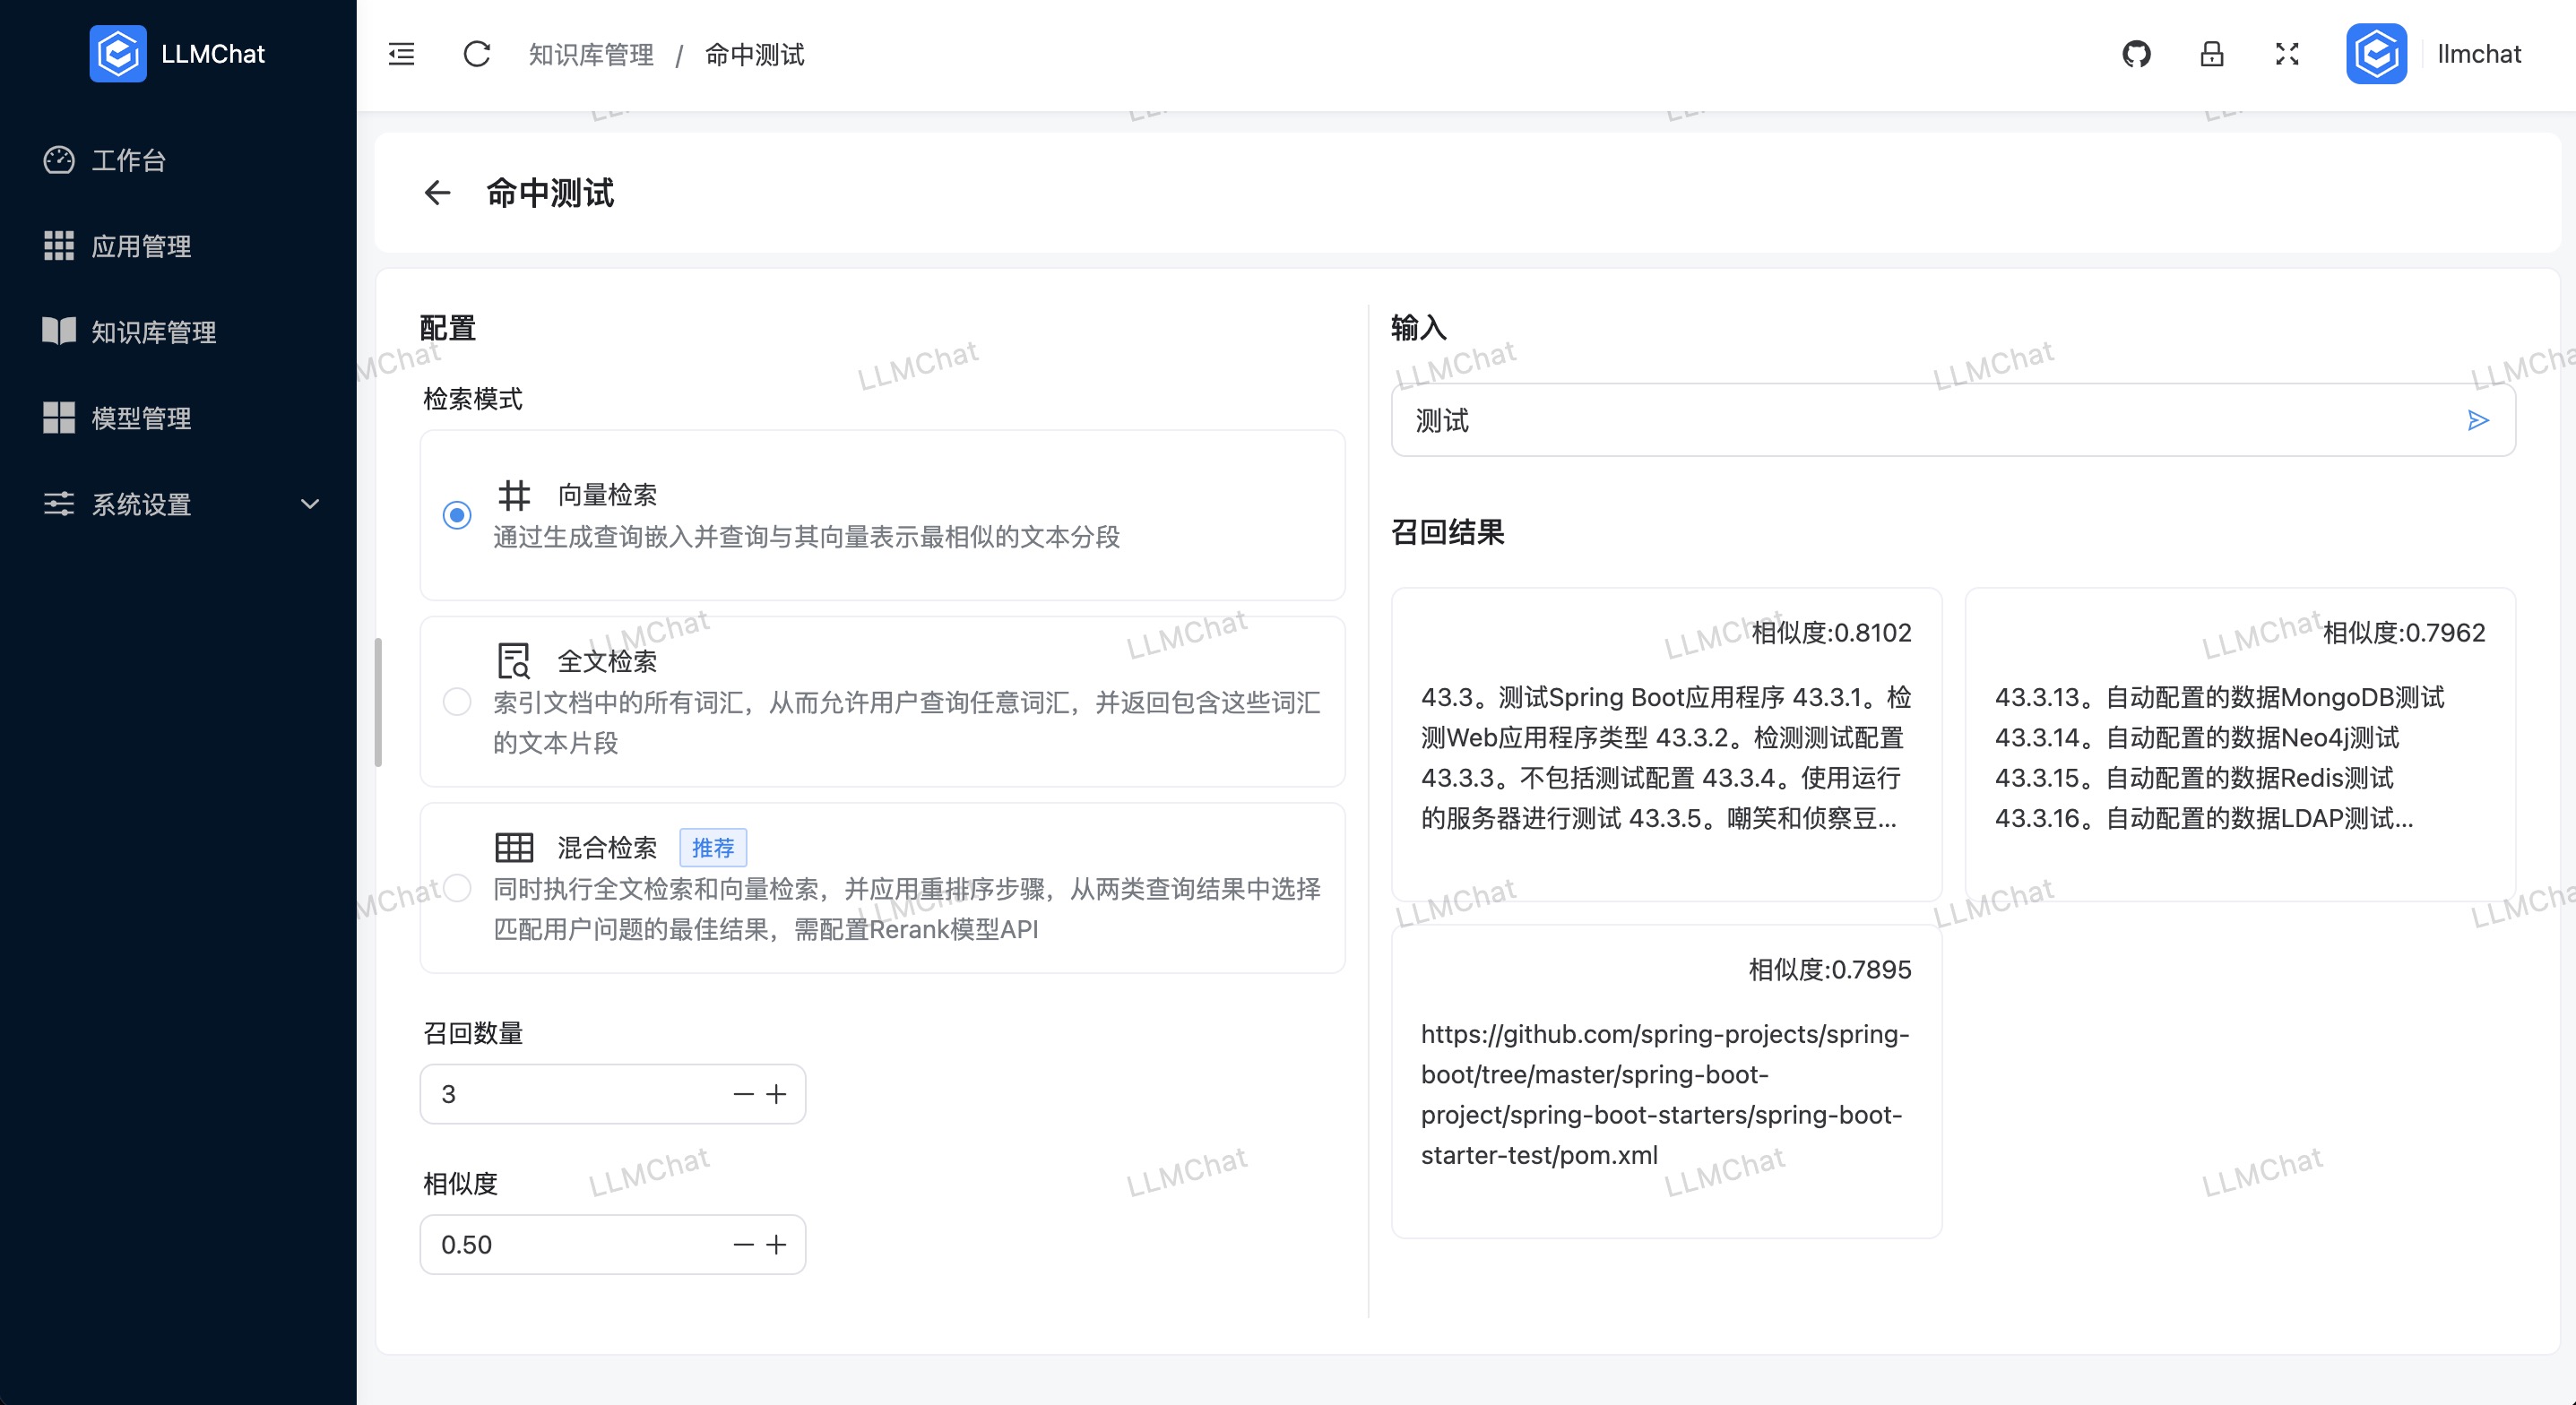 LLMChat
知识库管理 / 命中测试
llmchat
工作台
应用管理
知识库管理
模型管理
系统设置
命中测试
配置
检索模式
向量检索
通过生成查询嵌入并查询与其向量表示最相似的文本分段
全文检索
索引文档中的所有词汇，从而允许用户查询任意词汇，并返回包含这些词汇
的文本片段
混合检索 推荐
同时执行全文检索和向量检索，并应用重排序步骤，从两类查询结果中选择
匹配用户问题的最佳结果，需配置Rerank模型API
召回数量
3
相似度
0.50
输入
测试
召回结果
相似度:0.8102
43.3。测试Spring Boot应用程序 43.3.1。检
测Web应用程序类型 43.3.2。检测测试配置
43.3.3。不包括测试配置 43.3.4。使用运行
的服务器进行测试 43.3.5。嘲笑和侦察豆...
相似度:0.7962
43.3.13。自动配置的数据MongoDB测试
43.3.14。自动配置的数据Neo4j测试
43.3.15。自动配置的数据Redis测试
43.3.16。自动配置的数据LDAP测试...
相似度:0.7895
https://github.com/spring-projects/spring-
boot/tree/master/spring-boot-
project/spring-boot-starters/spring-boot-
starter-test/pom.xml
LLMChat
LLMChat
LLMChat
LLMChat
LLMChat
LLMChat
LLMChat
LLMChat
LLMChat
LLMChat
LLMChat
LLMChat
LLMChat
LLMChat